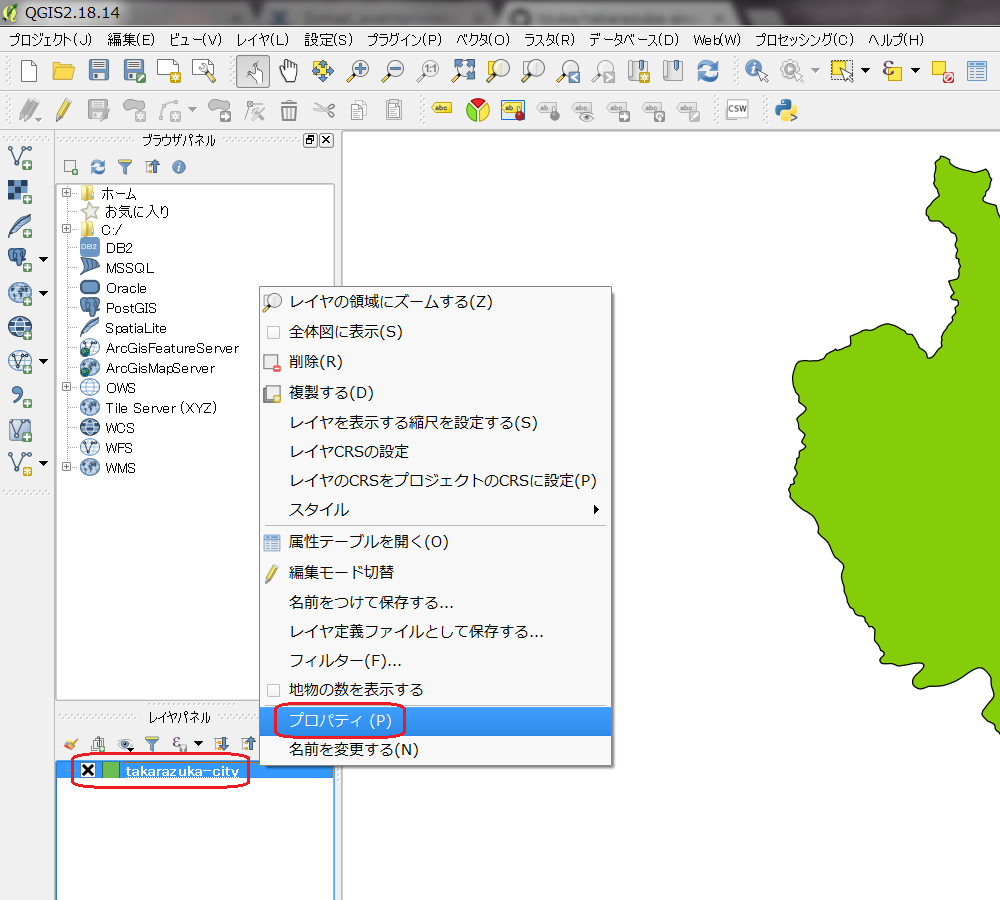 QGIS2.18.14
プロジェクト(J) 編集(E) ビュー(V) レイヤ(L) 設定(S) プラグイン(P) ベクタ(O) ラスタ(R) データベース(D) Web(W) プロセッシング(C) ヘルプ(H)
1:1
ε
abc
abc
ab
abc
abc
abc
abc
CSW
ブラウザパネル
ホーム
お気に入り
C:/
DB2
DB2
MSSQL
Oracle
PostGIS
SpatiaLite
ArcGisFeatureServer
ArcGisMapServer
OWS
Tile Server (XYZ)
WCS
WFS
WMS
レイヤの領域にズームする(Z)
全体図に表示(S)
削除(R)
複製する(D)
レイヤを表示する縮尺を設定する(S)
レイヤCRSの設定
レイヤのCRSをプロジェクトのCRSに設定(P)
スタイル
属性テーブルを開く(O)
編集モード切替
名前をつけて保存する...
レイヤ定義ファイルとして保存する...
フィルター(F)...
地物の数を表示する
プロパティ(P)
名前を変更する(N)
レイヤパネル
ε
takarazuka-city